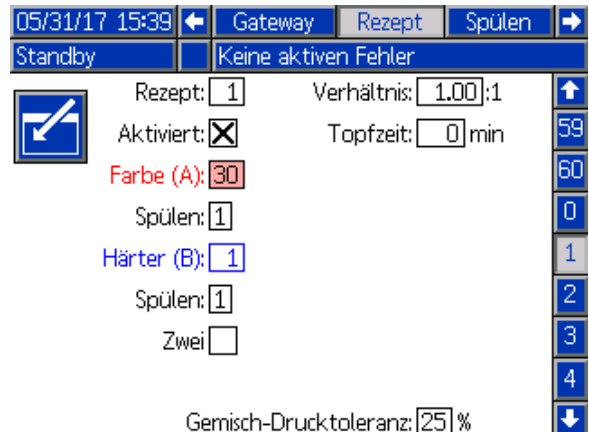 05/31/17 15:39 Gateway Rezept Spülen
Standby Keine aktiven Fehler
Rezept: 1 Verhältnis: 1.00:1
Aktiviert: Topfzeit: 0 min
Farbe (A): 30
Spülen: 1
Härter (B): 1
Spülen: 1
Zwei
Gemisch-Drucktoleranz: 25 %
59
60
0
1
2
3
4